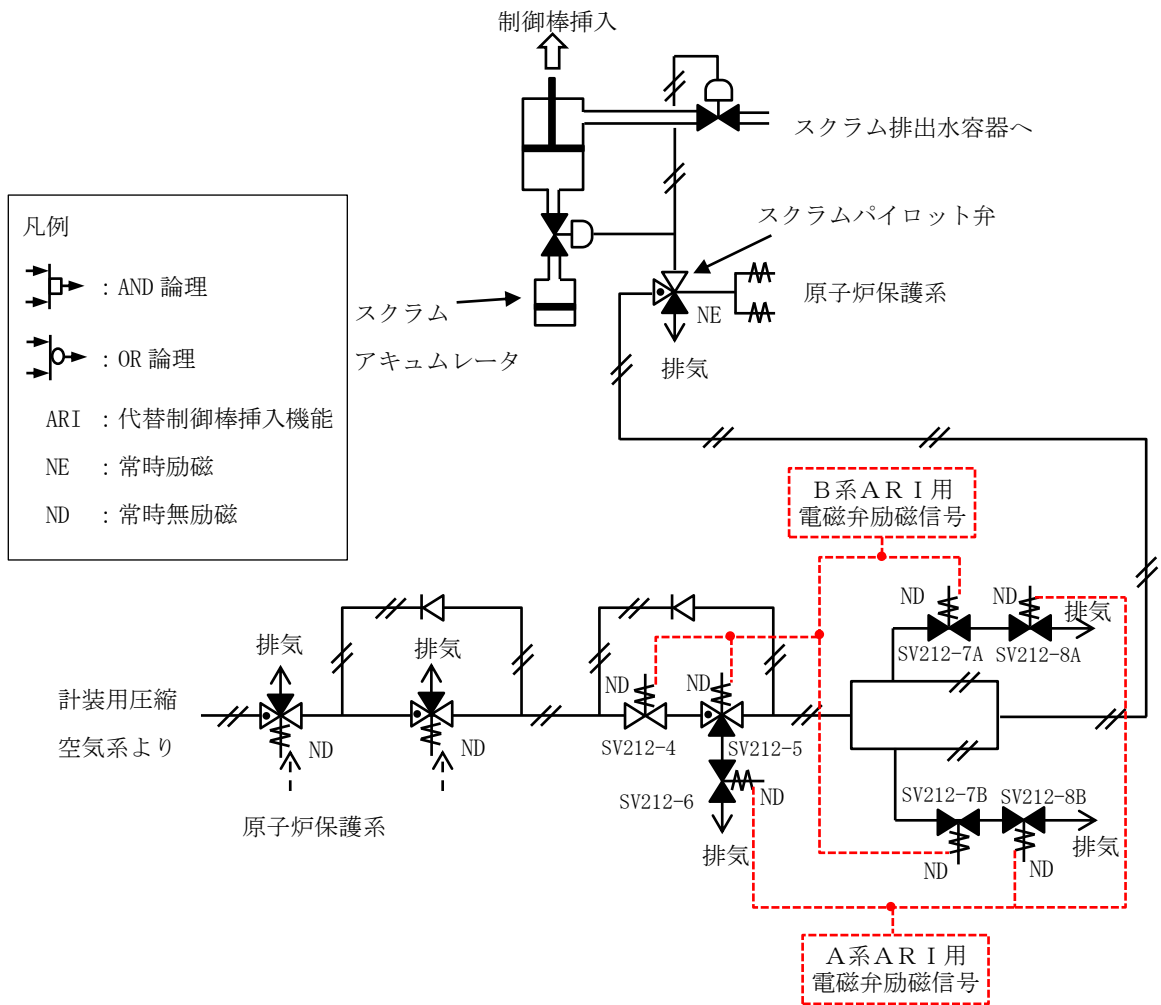 制御棒挿入
スクラム排出水容器へ
スクラムパイロット弁
原子炉保護系
NE
排気
スクラム
アキュムレータ
凡例
：AND 論理
：OR 論理
ARI ：代替制御棒挿入機能
NE ：常時励磁
ND ：常時無励磁
B系ARI用
電磁弁励磁信号
ND
ND
排気
SV212-7A
SV212-8A
排気
排気
計装用圧縮
空気系より
ND
ND
原子炉保護系
ND
ND
SV212-4
SV212-5
SV212-6
ND
排気
SV212-7B
SV212-8B
排気
ND
ND
A系ARI用
電磁弁励磁信号